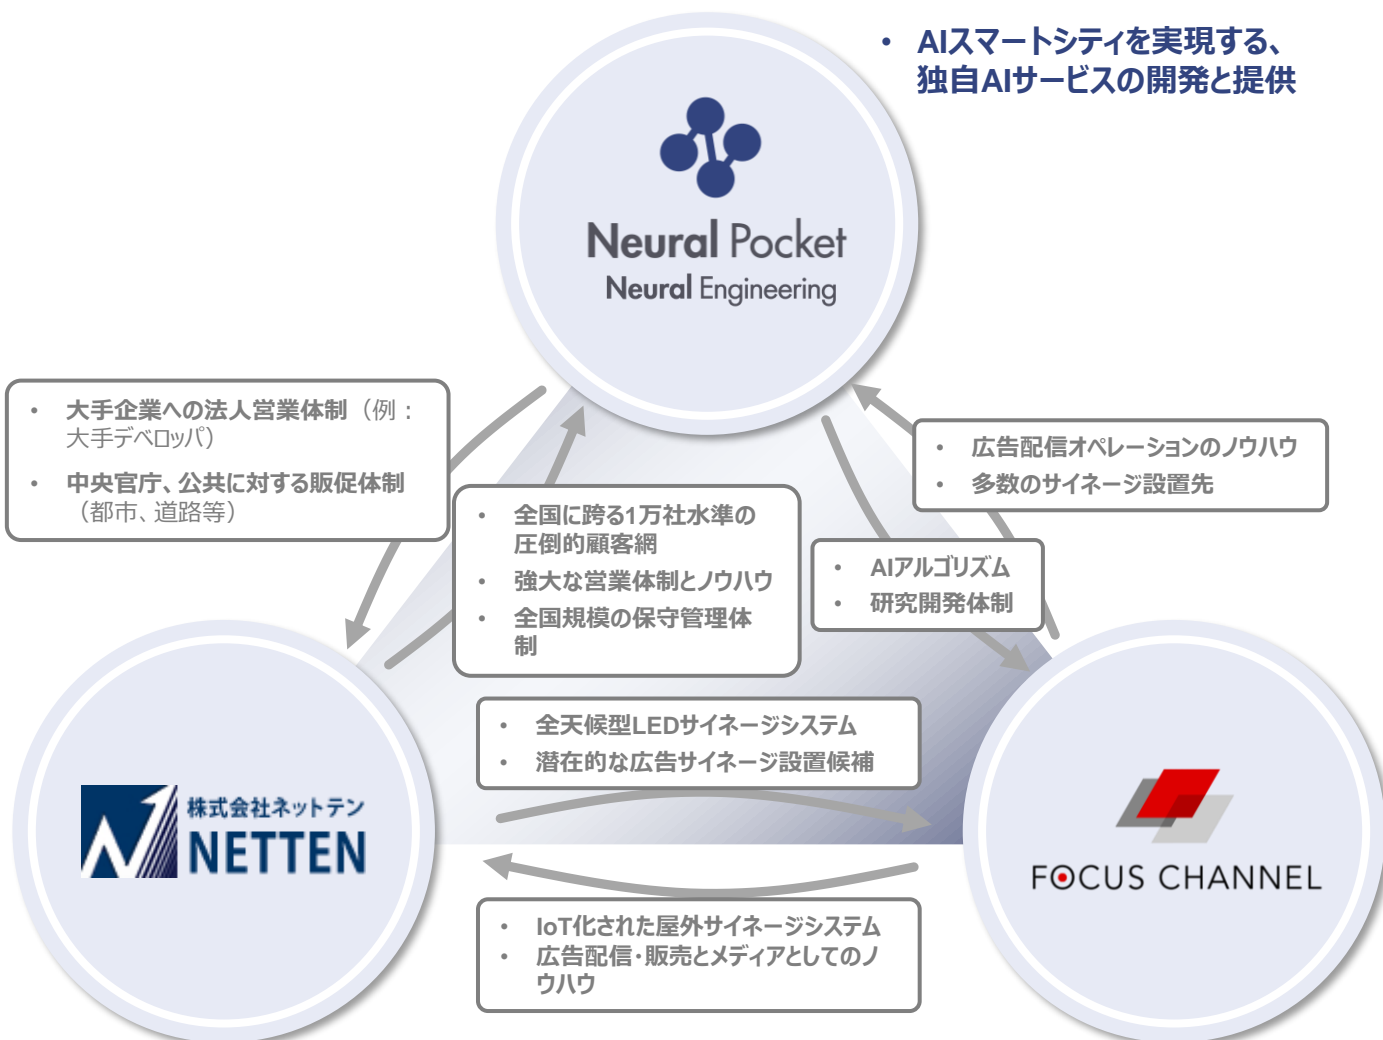 • AIスマートシティを実現する、
独自AIサービスの開発と提供
Neural Pocket
Neural Engineering
• 大手企業への法人営業体制（例：
大手デベロッパ）
• 中央官庁、公共に対する販促体制
（都市、道路等）
• 広告配信オペレーションのノウハウ
• 多数のサイネージ設置先
• 全国に跨る1万社水準の
圧倒的顧客網
• 強大な営業体制とノウハウ
• 全国規模の保守管理体
制
• AIアルゴリズム
• 研究開発体制
• 全天候型LEDサイネージシステム
• 潜在的な広告サイネージ設置候補
株式会社ネットテン
NETTEN
FOCUS CHANNEL
• IoT化された屋外サイネージシステム
• 広告配信・販売とメディアとしてのノ
ウハウ